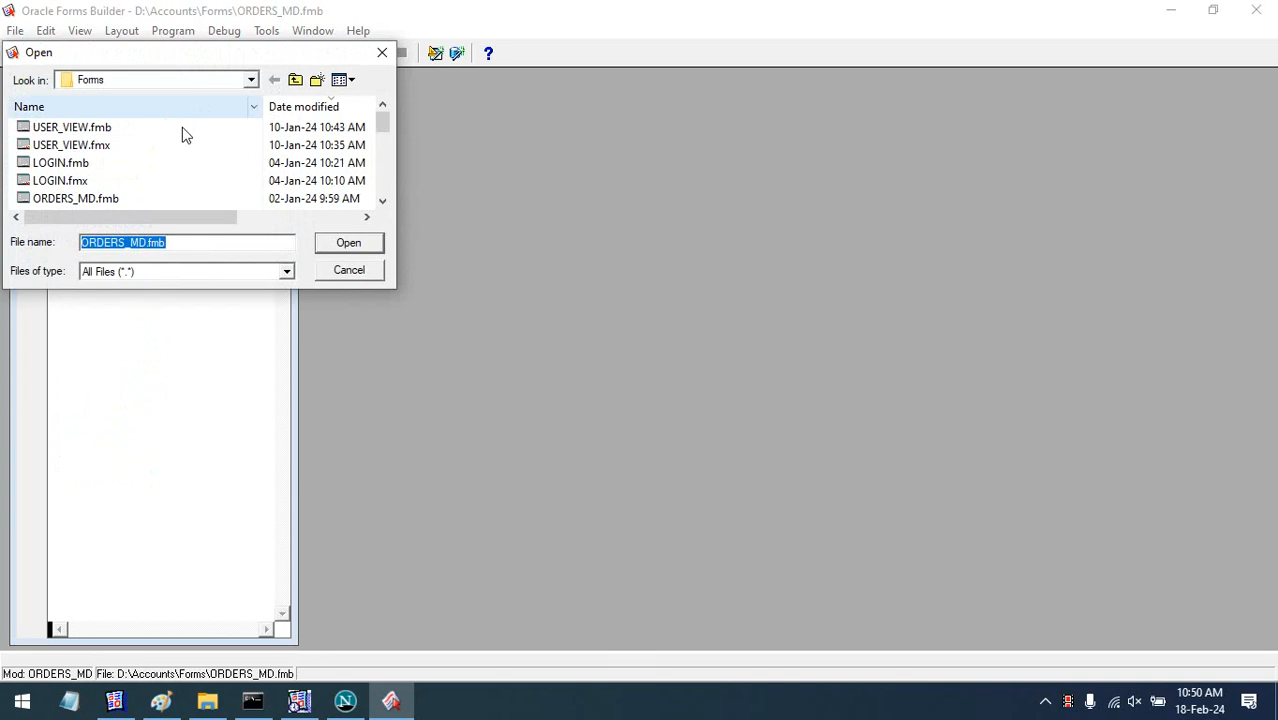 Oracle Forms Builder - D:\Accounts\Forms\ORDERS_MD.fmb
File Edit View Layout Program Debug Tools Window Help
Open
Look in: Forms
Name Date modified
USER_VIEW.fmb 10-Jan-24 10:43 AM
USER_VIEW.fmx 10-Jan-24 10:35 AM
LOGIN.fmb 04-Jan-24 10:21 AM
LOGIN.fmx 04-Jan-24 10:10 AM
ORDERS_MD.fmb 02-Jan-24 9:59 AM
File name: ORDERS_MD.fmb Open
Files of type: All Files (*.*) Cancel
Mod: ORDERS_MD File: D:\Accounts\Forms\ORDERS_MD.fmb
10:50 AM
18-Feb-24